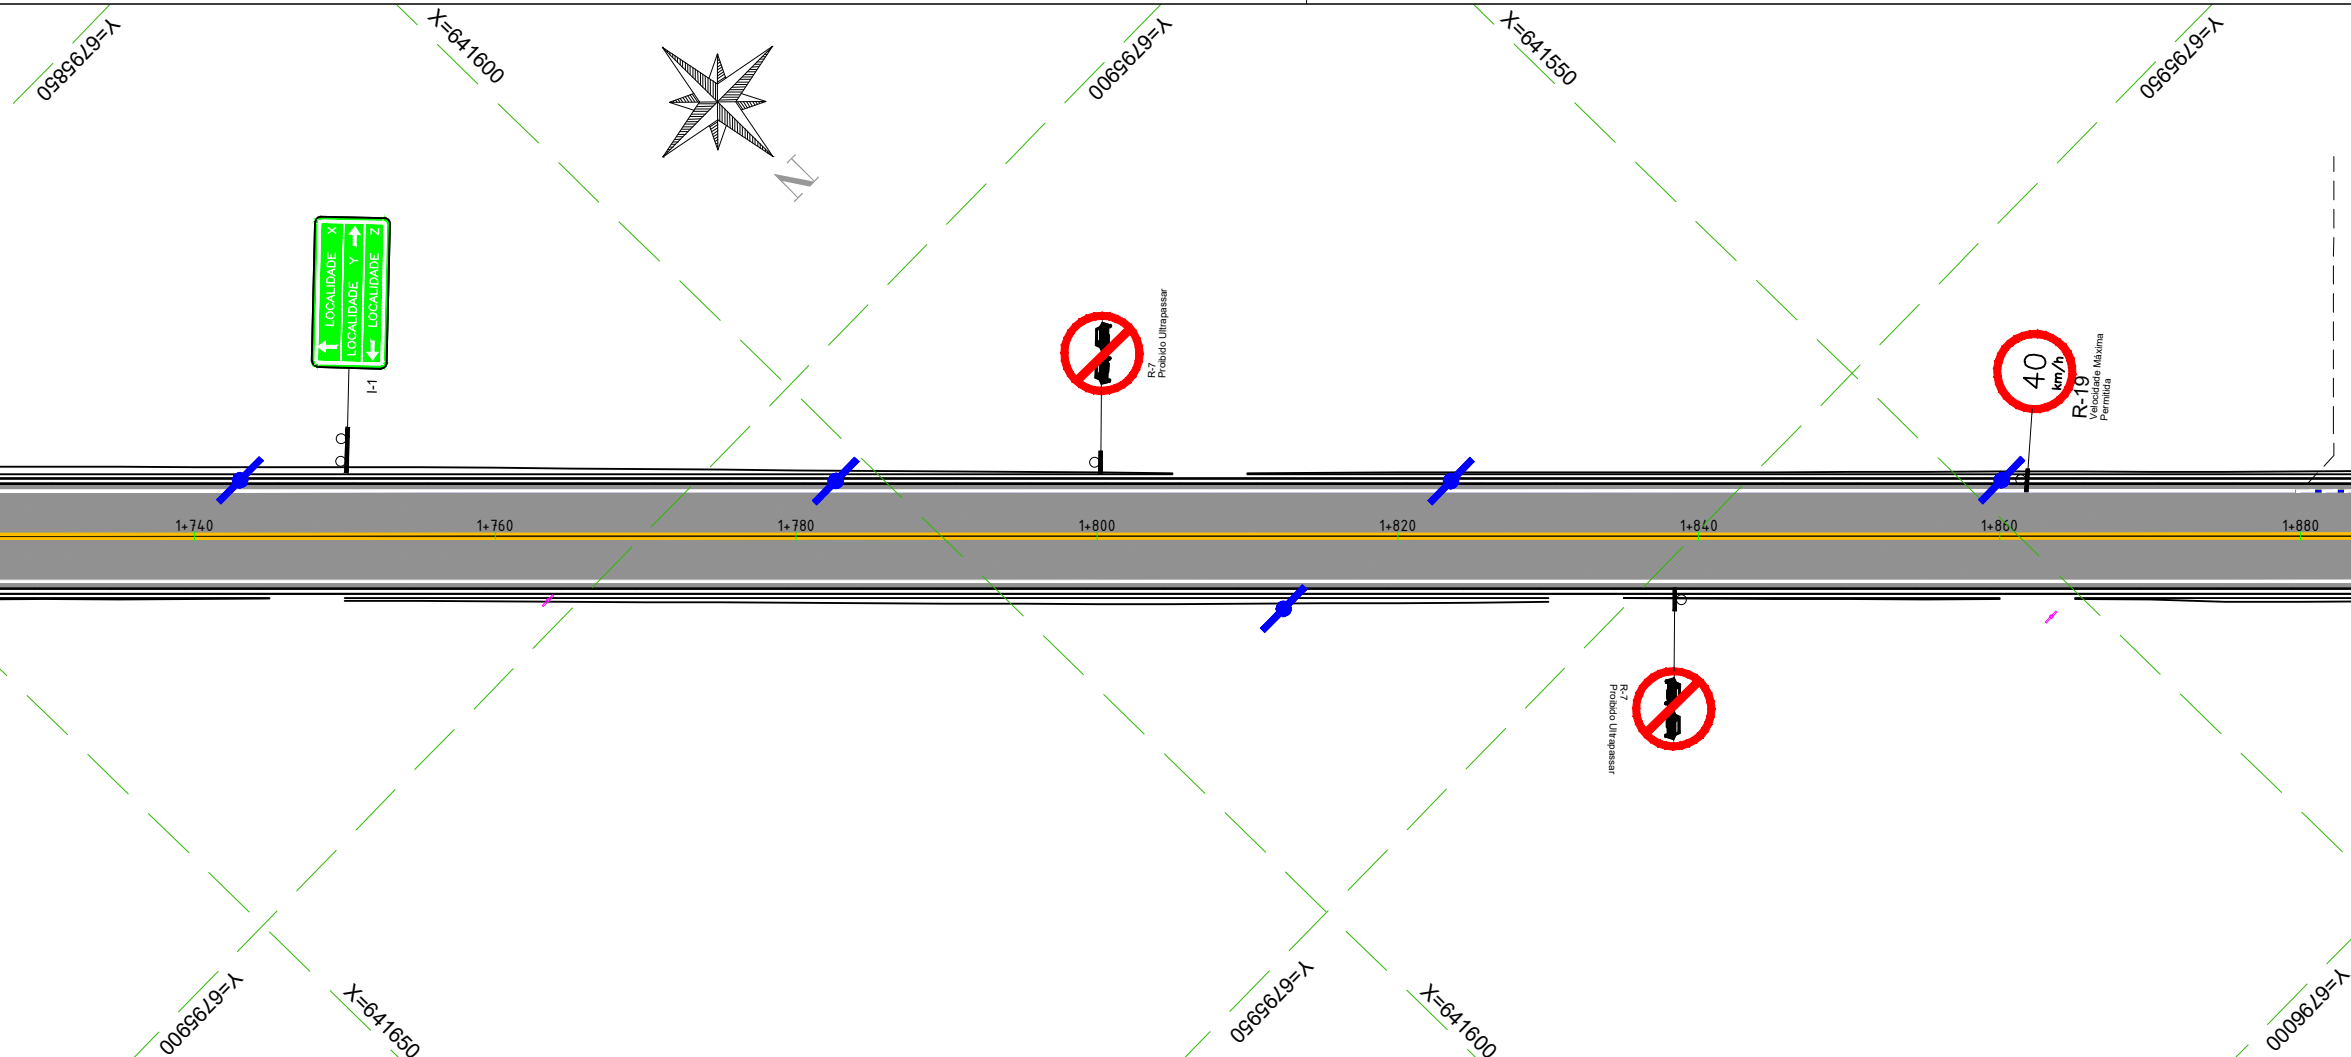 Y=6795850
X=641600
Y=6795900
X=641550
Y=6795950
N
LOCALIDADE X
LOCALIDADE Y
LOCALIDADE Z
I-1
R-7
Proibido Ultrapassar
40
km/h
R-19
Velocidade Máxima
Permitida
1+740
1+760
1+780
1+800
1+820
1+840
1+860
1+880
R-7
Proibido Ultrapassar
Y=6795900
X=641650
Y=6795950
X=641600
Y=6796000